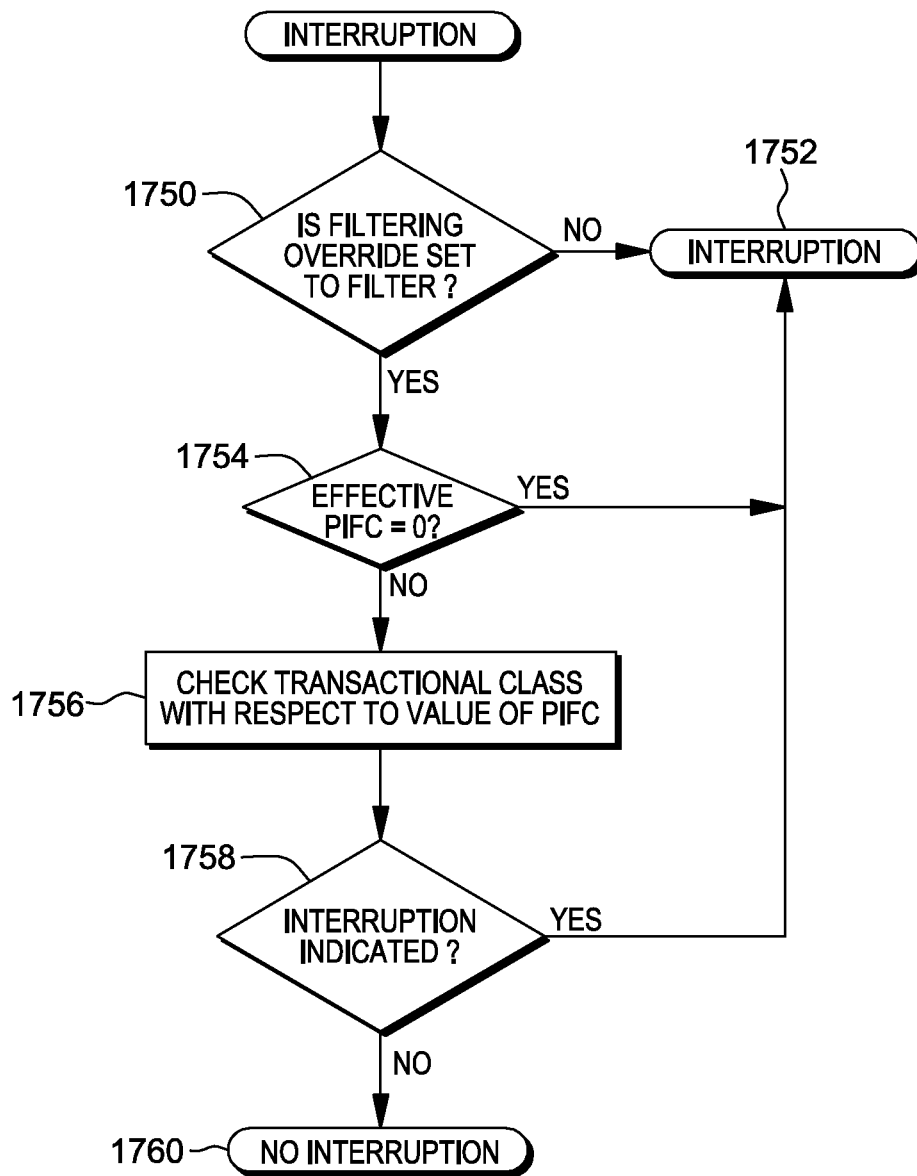 INTERRUPTION
1750
IS FILTERING
OVERRIDE SET
TO FILTER ?
NO
1752
INTERRUPTION
YES
1754
EFFECTIVE
PIFC = 0?
YES
NO
1756
CHECK TRANSACTIONAL CLASS
WITH RESPECT TO VALUE OF PIFC
1758
INTERRUPTION
INDICATED ?
YES
NO
1760
NO INTERRUPTION